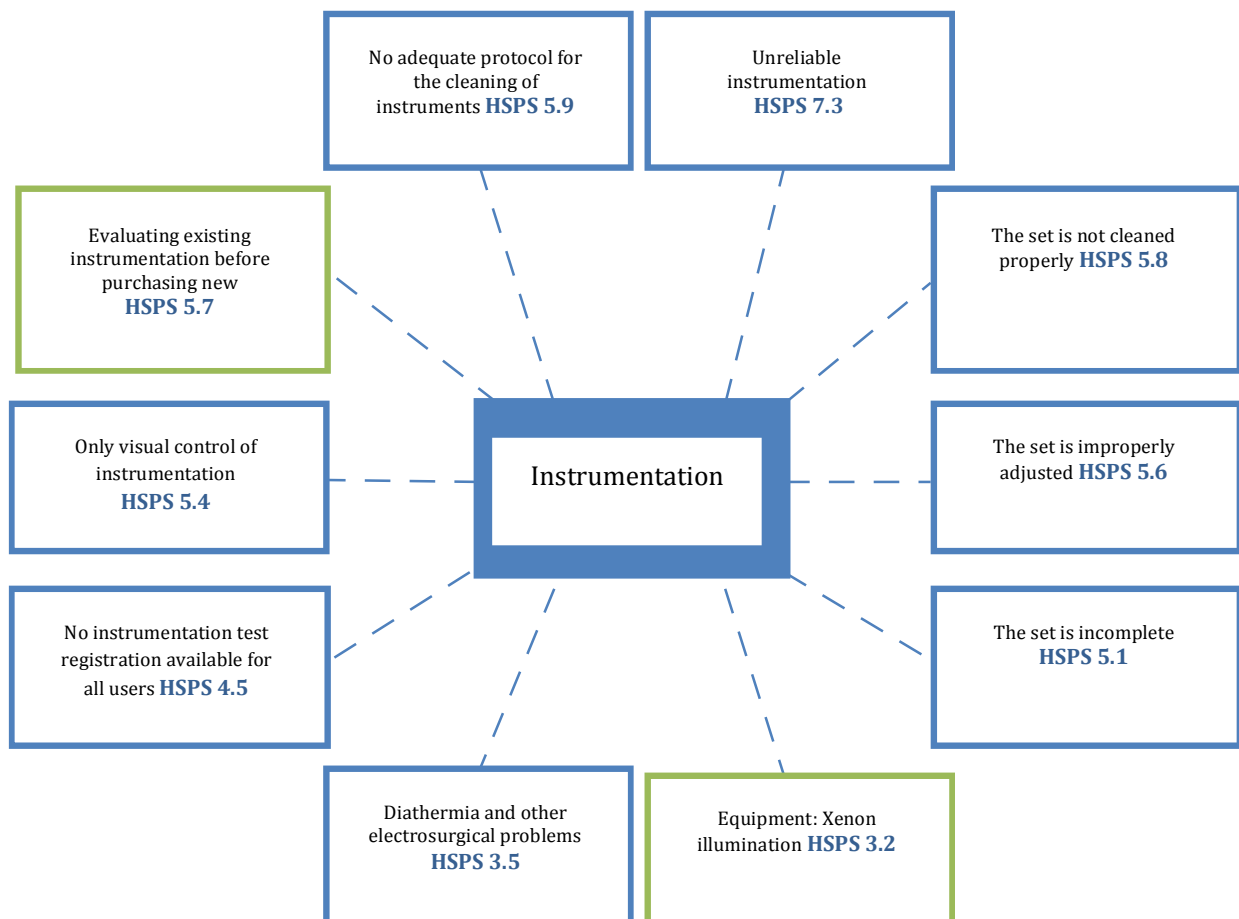 No adequate protocol for
the cleaning of
instruments HSPS 5.9
Unreliable
instrumentation
HSPS 7.3
Evaluating existing
instrumentation before
purchasing new
HSPS 5.7
The set is not cleaned
properly HSPS 5.8
Only visual control of
instrumentation
HSPS 5.4
Instrumentation
The set is improperly
adjusted HSPS 5.6
No instrumentation test
registration available for
all users HSPS 4.5
The set is incomplete
HSPS 5.1
Diathermia and other
electrosurgical problems
HSPS 3.5
Equipment: Xenon
illumination HSPS 3.2